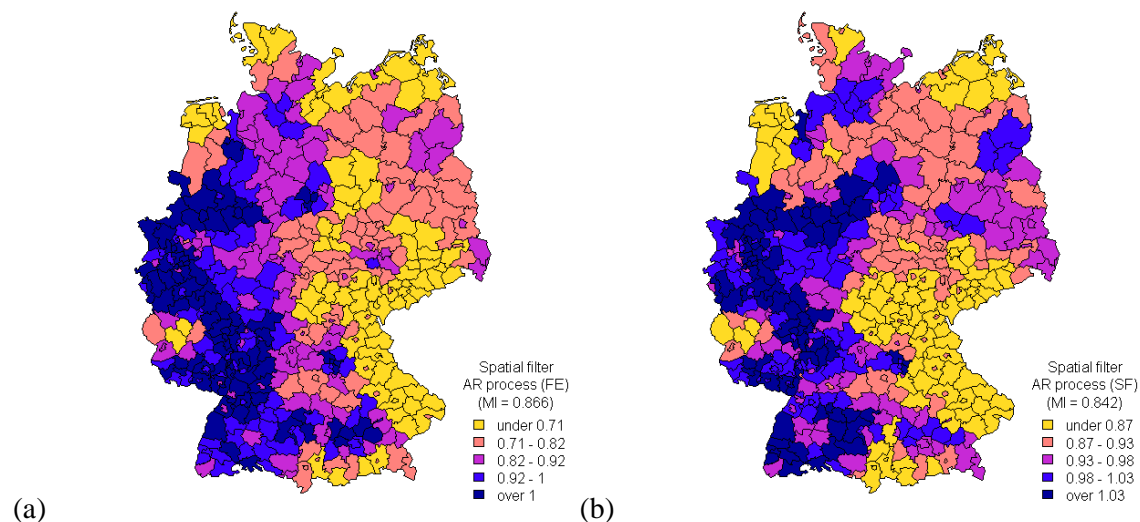 Spatial filter
AR process (FE)
(MI = 0.866)
under 0.71
0.71 - 0.82
0.82 - 0.92
0.92 - 1
over 1
(a)
Spatial filter
AR process (SF)
(MI = 0.842)
under 0.87
0.87 - 0.93
0.93 - 0.98
0.98 - 1.03
over 1.03
(b)